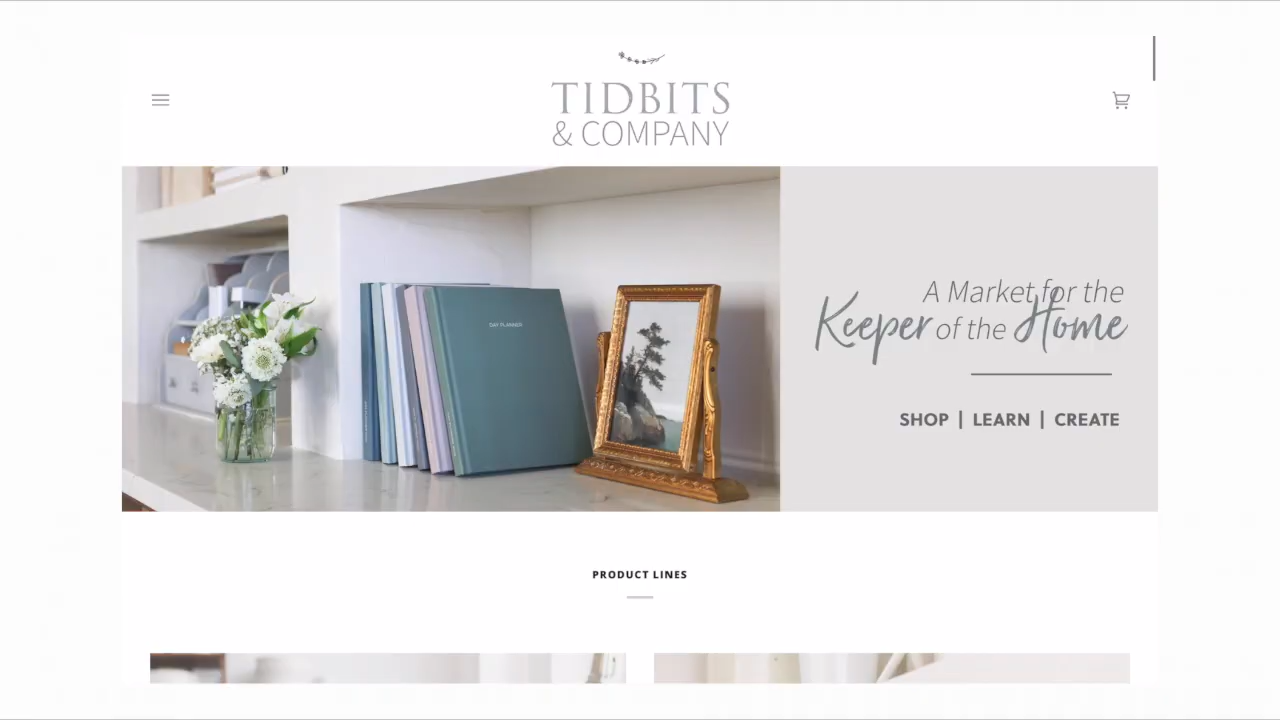 TIDBITS
& COMPANY
DAY PLANNER
A Market for the
Keeper of the Home
SHOP | LEARN | CREATE
PRODUCT LINES